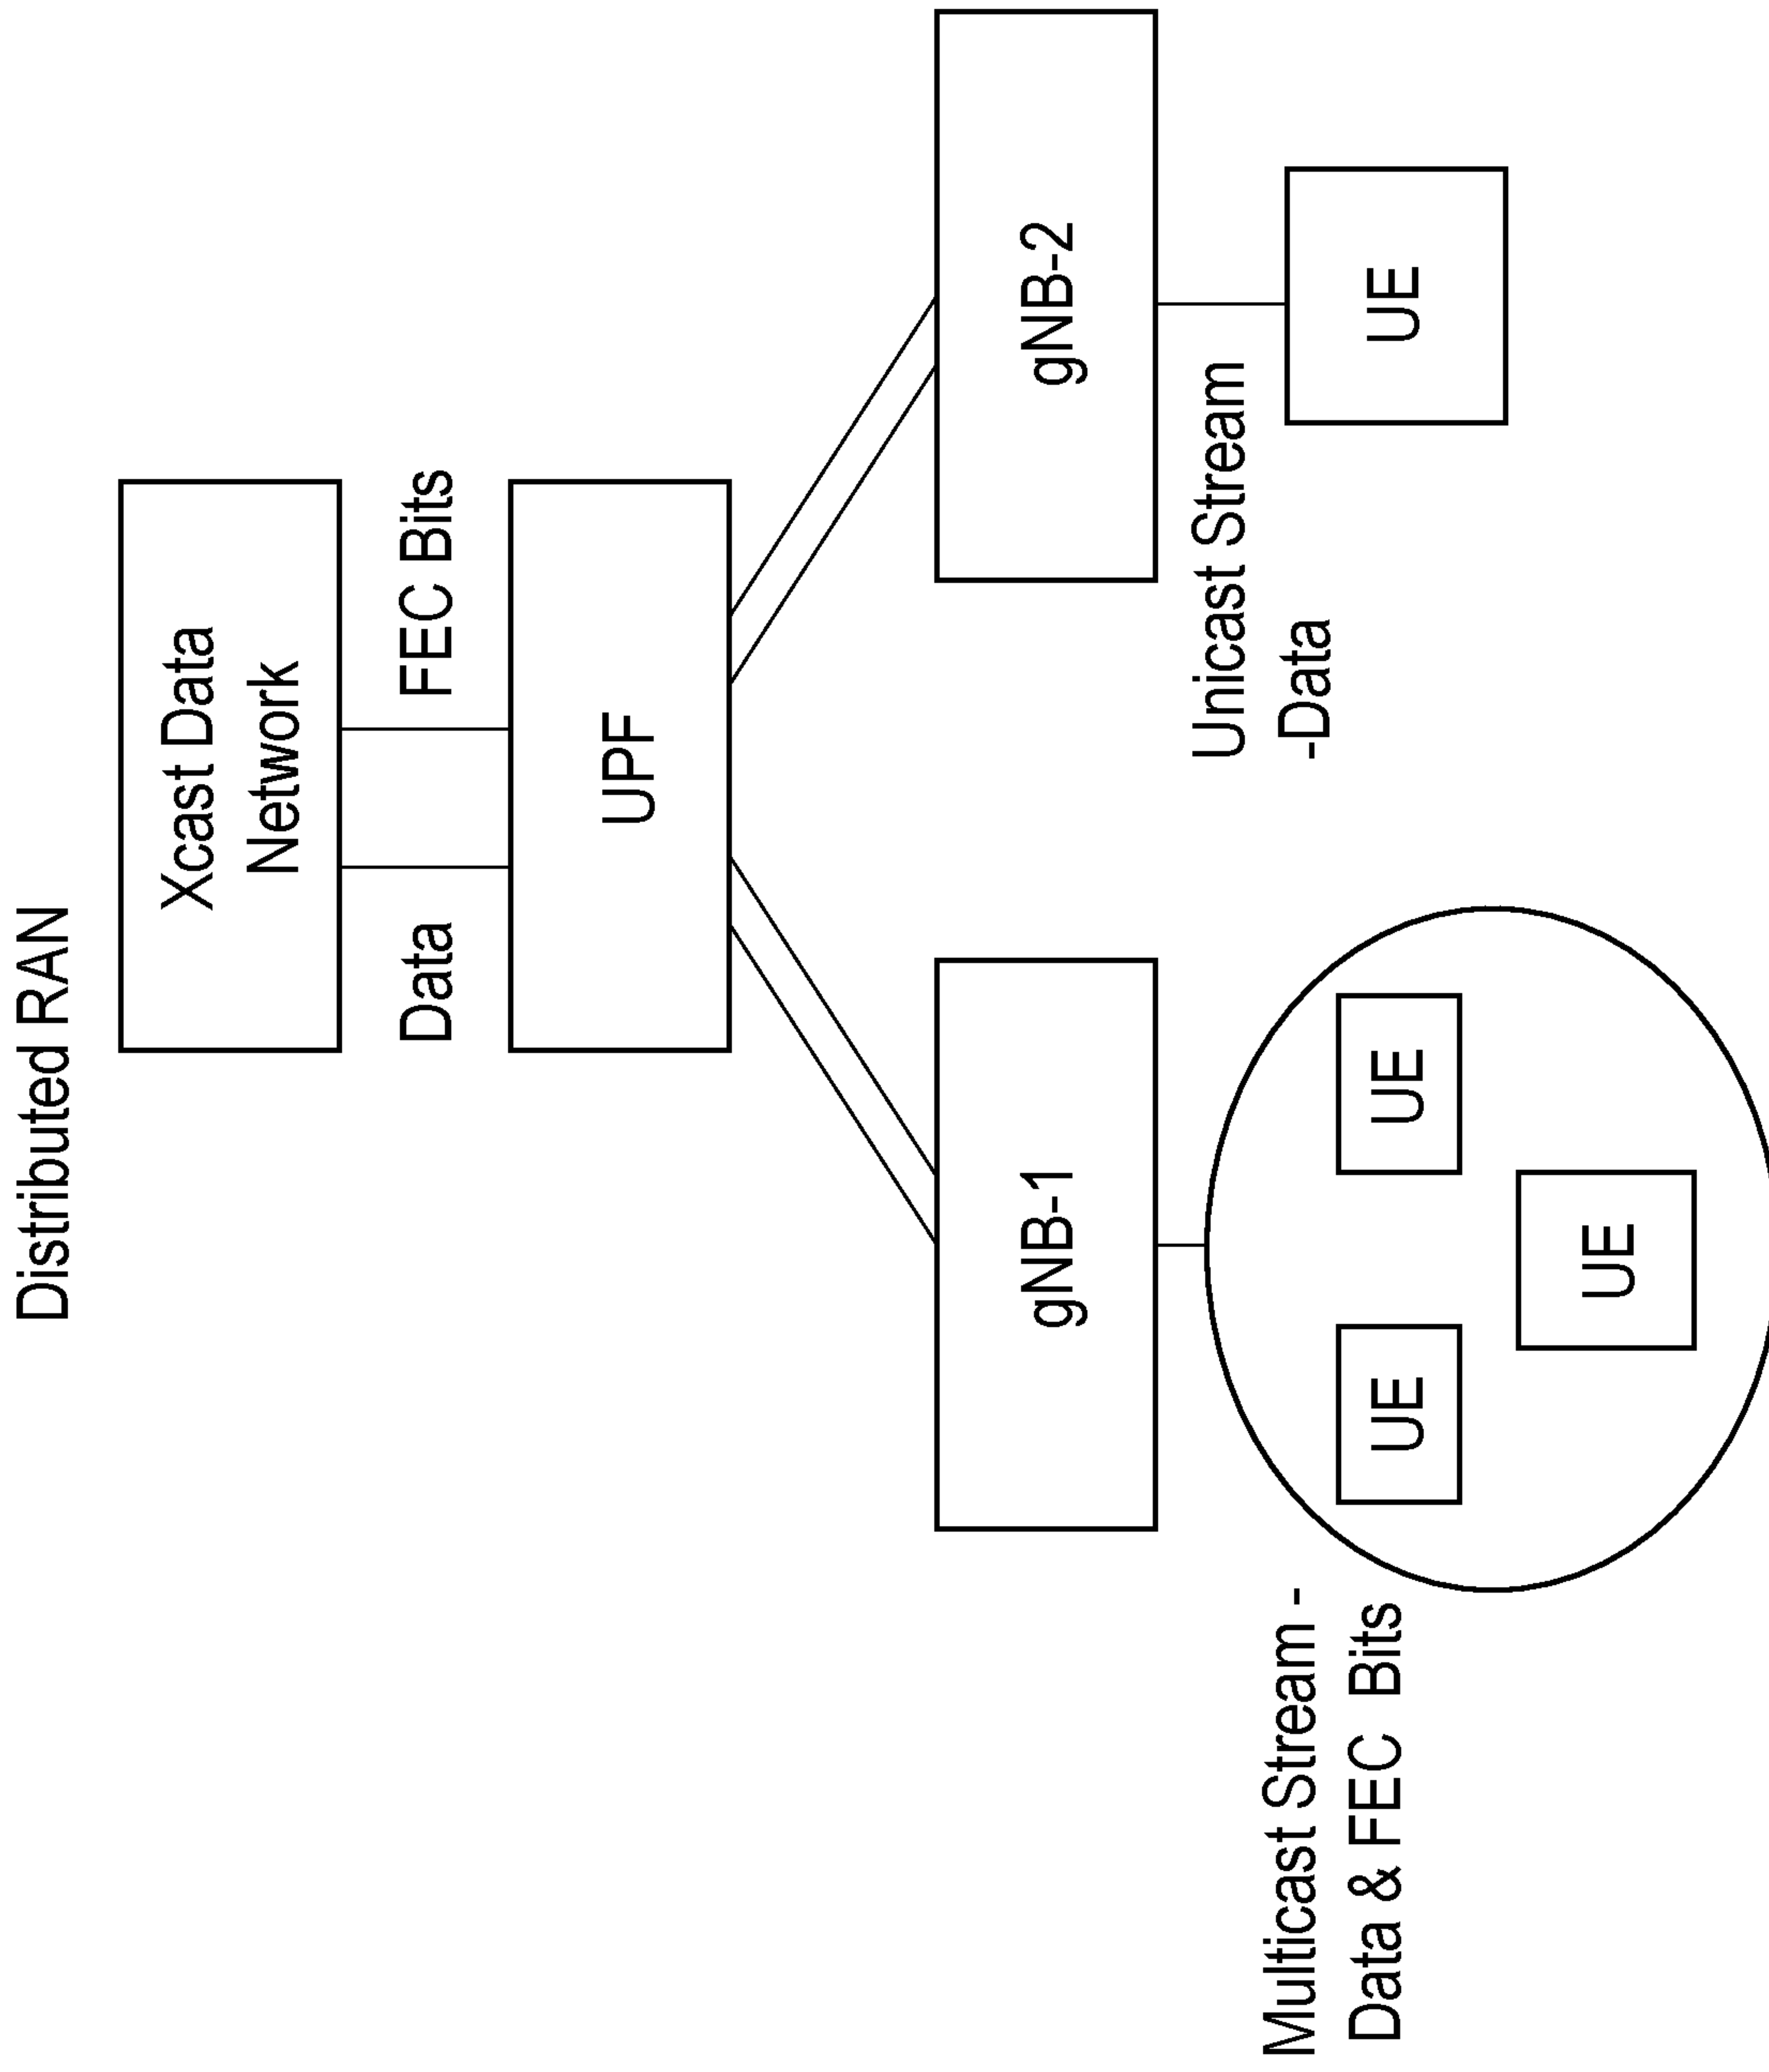 Distributed RAN
Xcast Data
Network
Data
FEC Bits
UPF
gNB-1
gNB-2
Multicast Stream -
Data & FEC Bits
UE
UE
UE
Unicast Stream
-Data
UE